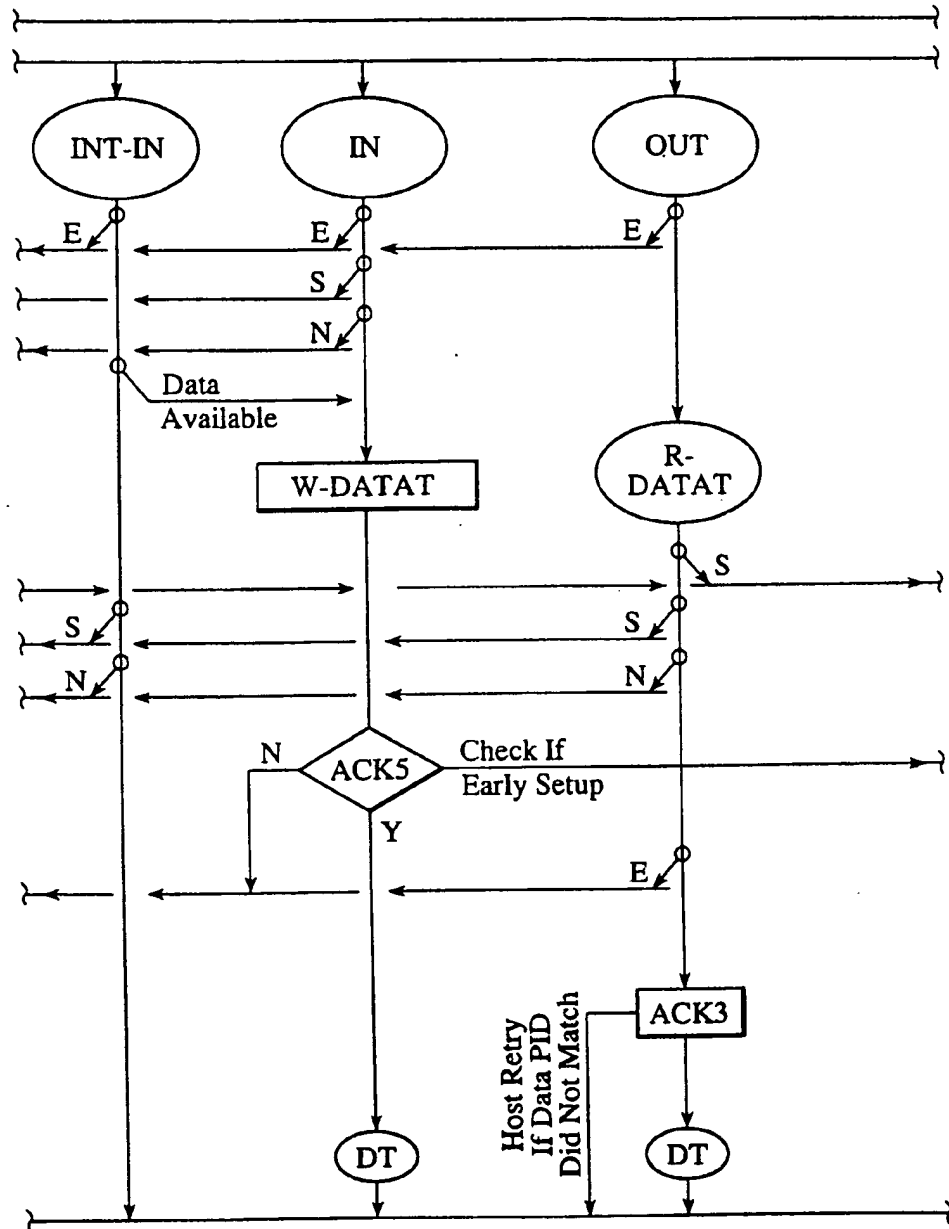 INT-IN
IN
OUT
E
E
E
S
N
Data
Available
W-DATAT
R-
DATAT
S
S
S
N
N
N
ACK5
Check If
Early Setup
Y
E
ACK3
Host Retry
If Data PID
Did Not Match
DT
DT